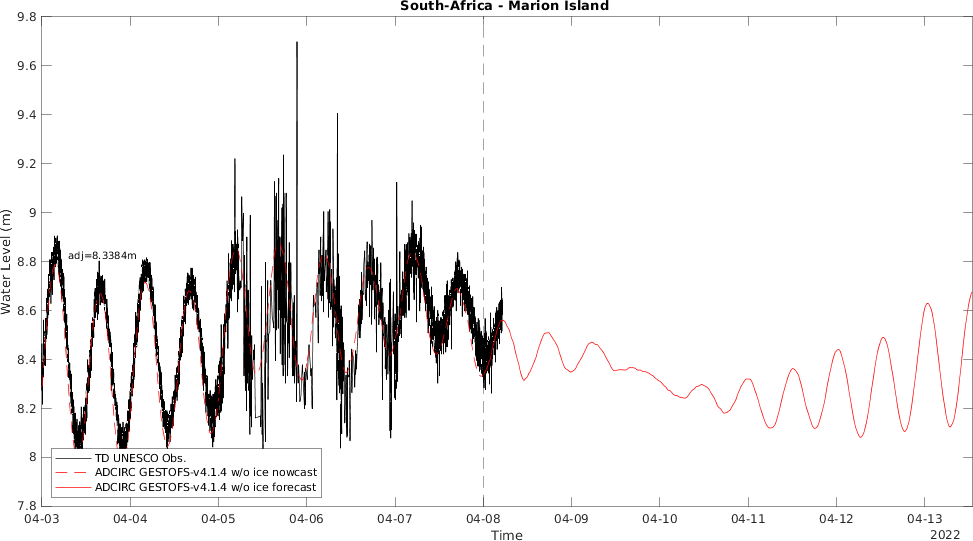 South-Africa - Marion Island
9.8
9.6
9.4
9.2
9
8.8
8.6
8.4
8.2
8
7.8
Water Level (m)
adj=8.3384m
TD UNESCO Obs.
ADCIRC GESTOFS-v4.1.4 w/o ice nowcast
ADCIRC GESTOFS-v4.1.4 w/o ice forecast
04-03 04-04 04-05 04-06 04-07 04-08 04-09 04-10 04-11 04-12 04-13
Time
2022